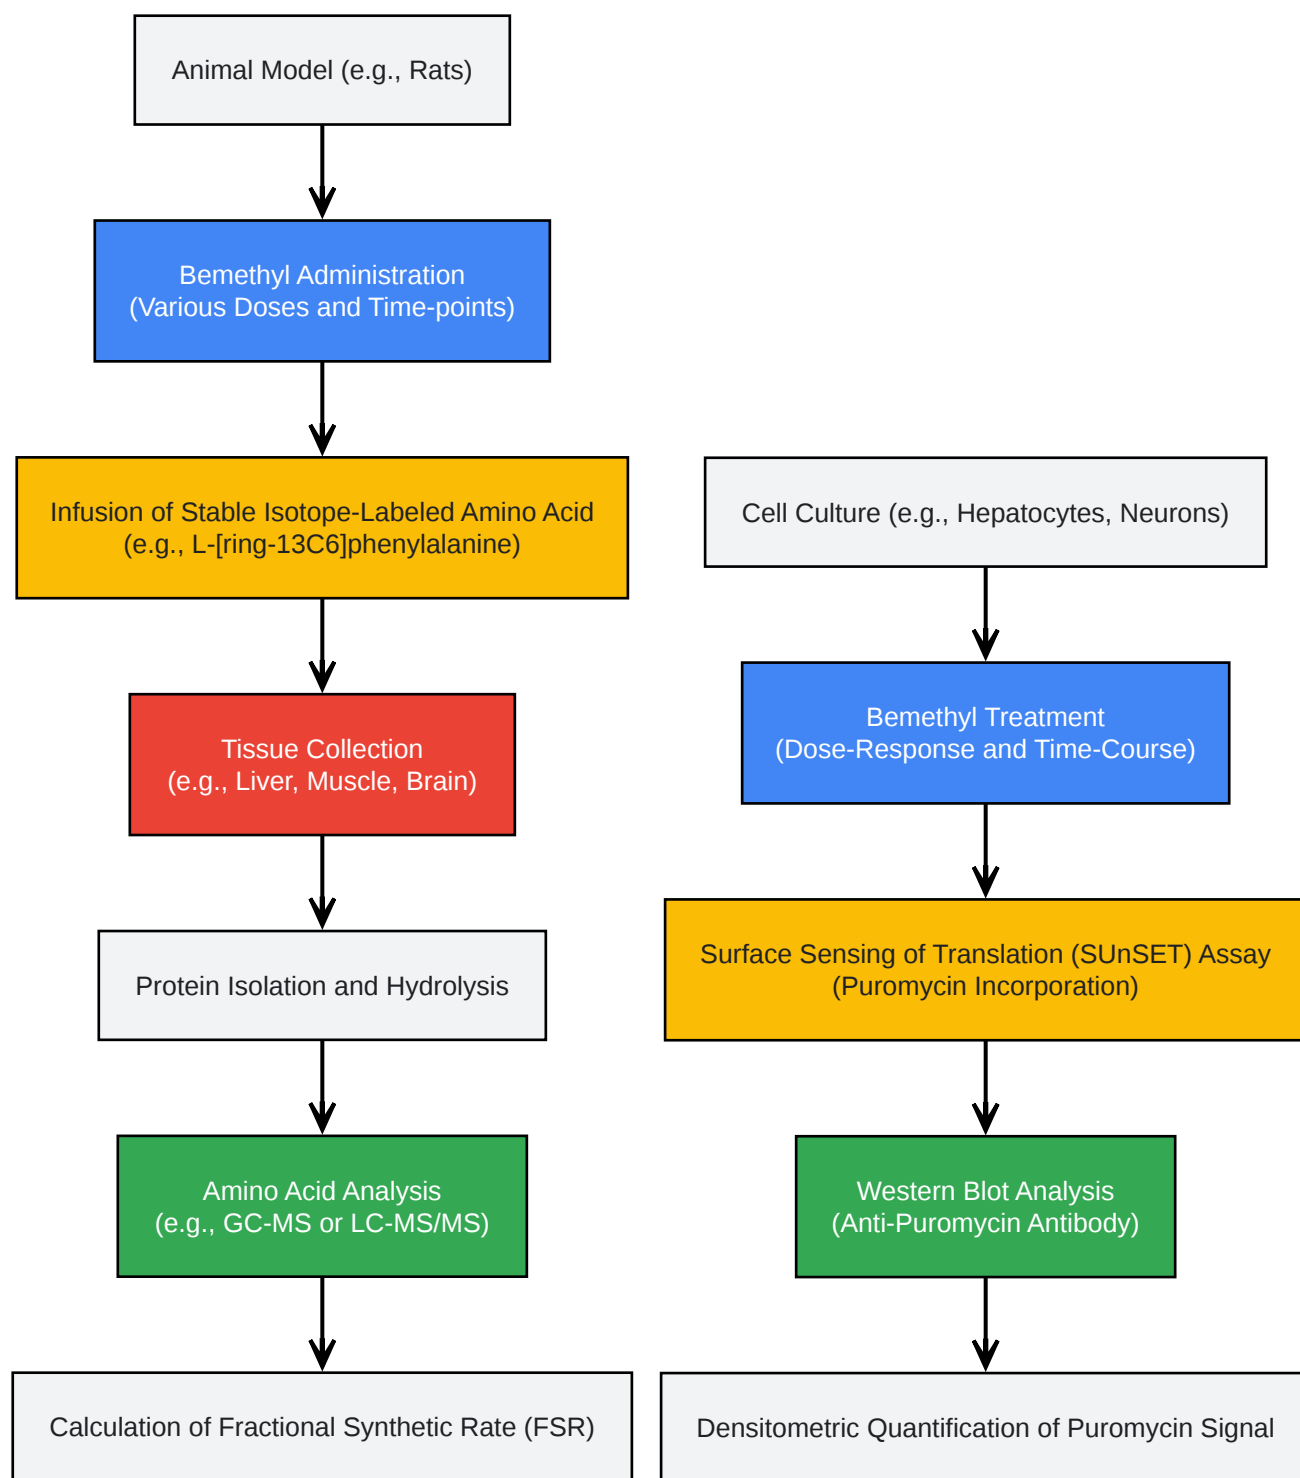 Animal Model (e.g., Rats)
Bemethyl Administration
(Various Doses and Time-points)
Infusion of Stable Isotope-Labeled Amino Acid
(e.g., L-[ring-13C6]phenylalanine)
Tissue Collection
(e.g., Liver, Muscle, Brain)
Protein Isolation and Hydrolysis
Amino Acid Analysis
(e.g., GC-MS or LC-MS/MS)
Calculation of Fractional Synthetic Rate (FSR)
Cell Culture (e.g., Hepatocytes, Neurons)
Bemethyl Treatment
(Dose-Response and Time-Course)
Surface Sensing of Translation (SUnSET) Assay
(Puromycin Incorporation)
Western Blot Analysis
(Anti-Puromycin Antibody)
Densitometric Quantification of Puromycin Signal